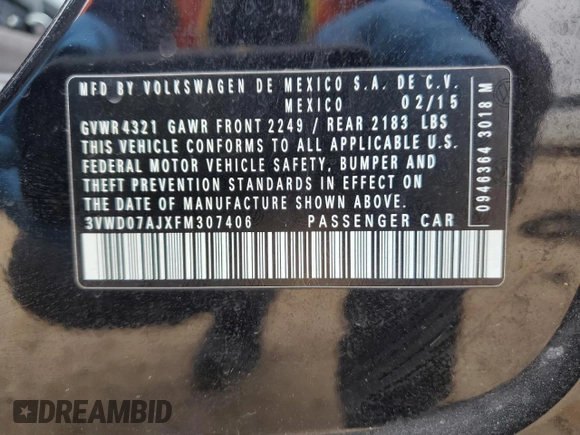 MFD BY VOLKSWAGEN DE MEXICO S.A. DE C.V.
MEXICO 02/15
GVWR 4321 GAWR FRONT 2249 / REAR 2183 LBS
THIS VEHICLE CONFORMS TO ALL APPLICABLE U.S.
FEDERAL MOTOR VEHICLE SAFETY, BUMPER AND
THEFT PREVENTION STANDARDS IN EFFECT ON
THE DATE OF MANUFACTURE SHOWN ABOVE.
3VWD07AJXFM307406 PASSENGER CAR
0946364 3018 M
DREAMBID